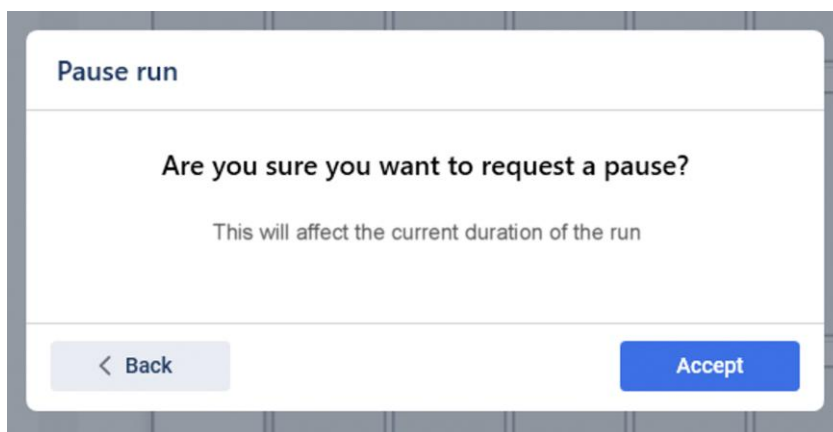 Pause run
Are you sure you want to request a pause?
This will affect the current duration of the run
Back
Accept